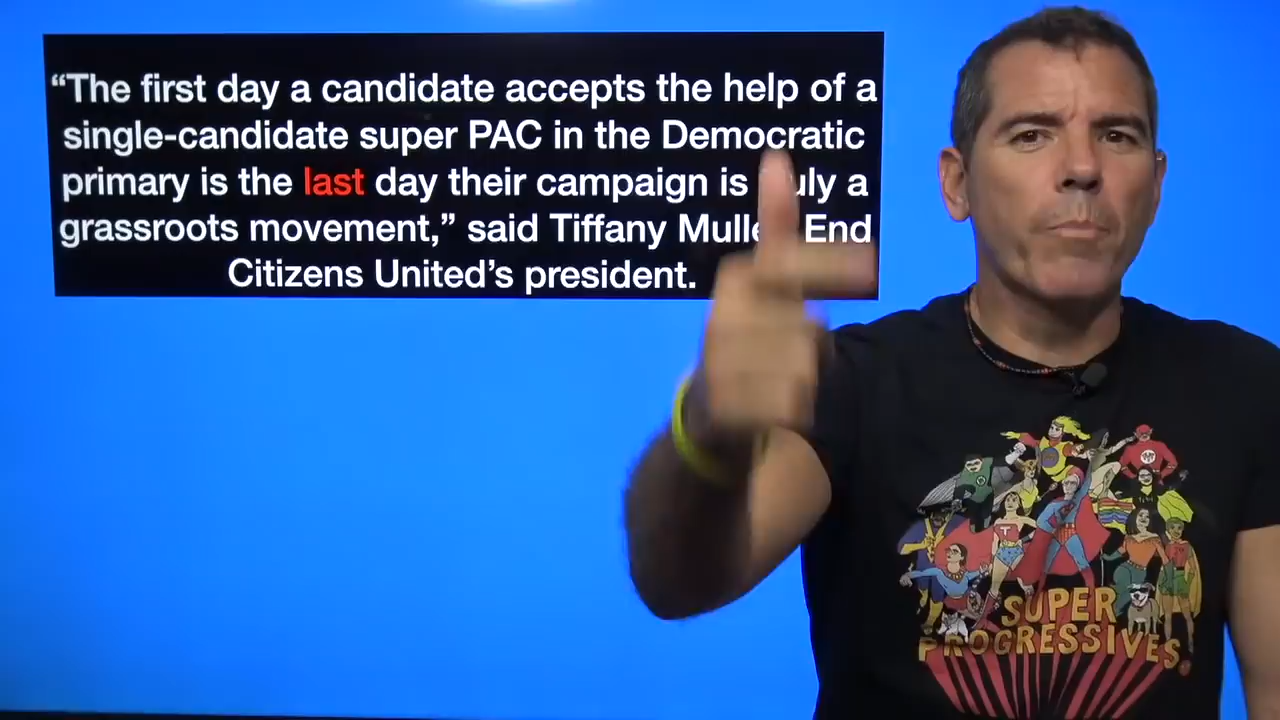 “The first day a candidate accepts the help of a
single-candidate super PAC in the Democratic
primary is the last day their campaign is a
grassroots movement,” said Tiffany End
Citizens United’s president.
SUPER
PROGRESSIVES